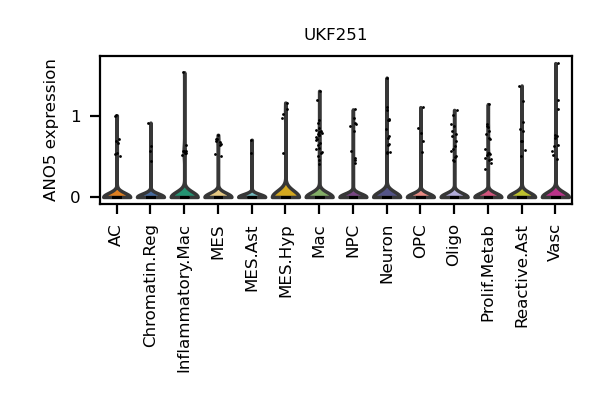 UKF251
ANO5 expression
1
0
AC
Chromatin.Reg
Inflammatory.Mac
MES
MES.Ast
MES.Hyp
Mac
NPC
Neuron
OPC
Oligo
Prolif.Metab
Reactive.Ast
Vasc